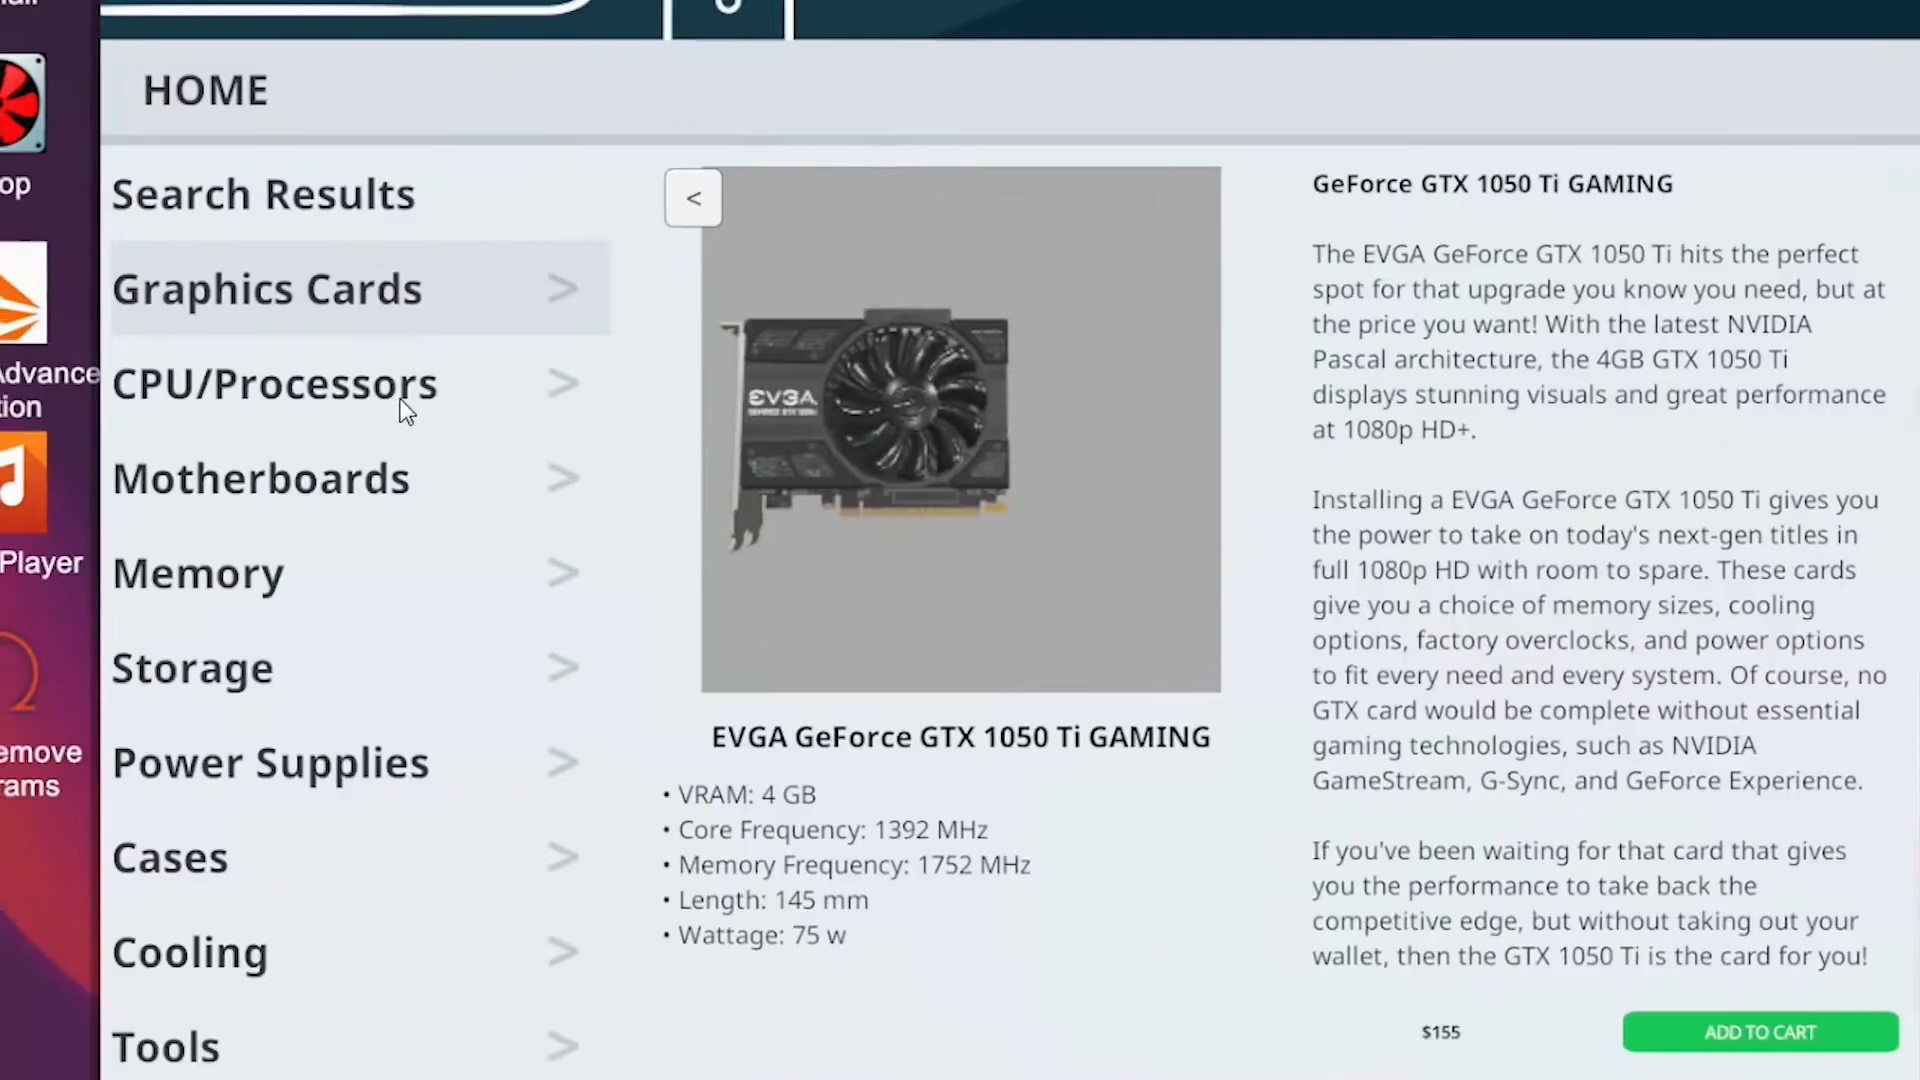 HOME
op
Advance
tion
Player
emove
rams
Search Results
Graphics Cards >
CPU/Processors >
Motherboards >
Memory >
Storage >
Power Supplies >
Cases >
Cooling >
Tools >
<
EVGA
EVGA GeForce GTX 1050 Ti GAMING
• VRAM: 4 GB
• Core Frequency: 1392 MHz
• Memory Frequency: 1752 MHz
• Length: 145 mm
• Wattage: 75 w
GeForce GTX 1050 Ti GAMING
The EVGA GeForce GTX 1050 Ti hits the perfect
spot for that upgrade you know you need, but at
the price you want! With the latest NVIDIA
Pascal architecture, the 4GB GTX 1050 Ti
displays stunning visuals and great performance
at 1080p HD+.
Installing a EVGA GeForce GTX 1050 Ti gives you
the power to take on today's next-gen titles in
full 1080p HD with room to spare. These cards
give you a choice of memory sizes, cooling
options, factory overclocks, and power options
to fit every need and every system. Of course, no
GTX card would be complete without essential
gaming technologies, such as NVIDIA
GameStream, G-Sync, and GeForce Experience.
If you've been waiting for that card that gives
you the performance to take back the
competitive edge, but without taking out your
wallet, then the GTX 1050 Ti is the card for you!
$155
ADD TO CART